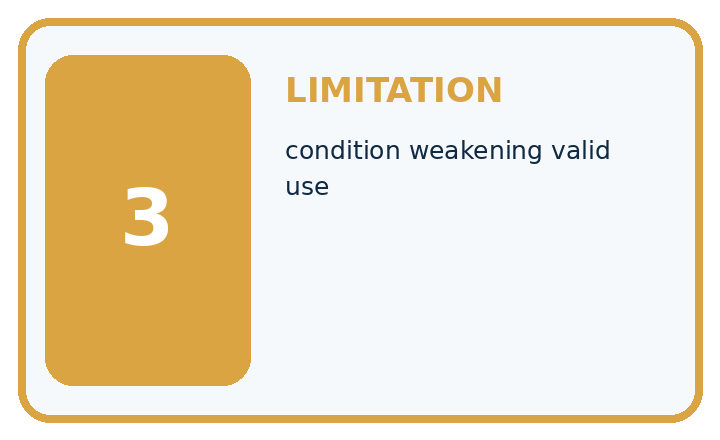 3
LIMITATION
condition weakening valid
use